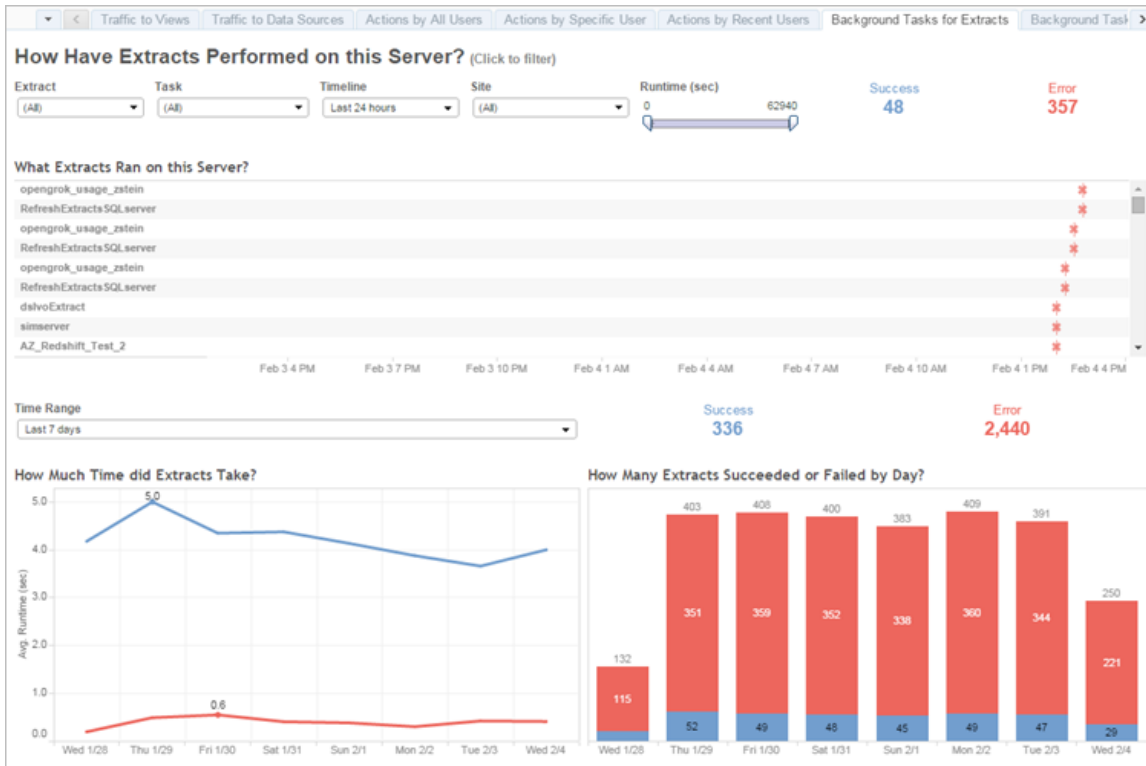 Traffic to Views Traffic to Data Sources Actions by All Users Actions by Specific User Actions by Recent Users Background Tasks for Extracts Background Task
How Have Extracts Performed on this Server? (Click to filter)
Extract Task Timeline Site Runtime (sec) Success Error
(All) (All) Last 24 hours (All) 0 62940 48 357
What Extracts Ran on this Server?
opengrok_usage_zstein
RefreshExtractsSQLserver
opengrok_usage_zstein
RefreshExtractsSQLserver
opengrok_usage_zstein
RefreshExtractsSQLserver
dslvoExtract
simserver
AZ_Redshift_Test_2
Feb 3 4 PM Feb 3 7 PM Feb 3 10 PM Feb 4 1 AM Feb 4 4 AM Feb 4 7 AM Feb 4 10 AM Feb 4 1 PM Feb 4 4 PM
Time Range Success Error
Last 7 days 336 2,440
How Much Time did Extracts Take?
Avg. Runtime (sec)
5.0
4.0
3.0
2.0
1.0
0.0
5.0
0.6
Wed 1/28 Thu 1/29 Fri 1/30 Sat 1/31 Sun 2/1 Mon 2/2 Tue 2/3 Wed 2/4
How Many Extracts Succeeded or Failed by Day?
132 403 408 400 383 409 391 250
115 351 359 352 338 360 344 221
52 49 48 45 49 47 29
Wed 1/28 Thu 1/29 Fri 1/30 Sat 1/31 Sun 2/1 Mon 2/2 Tue 2/3 Wed 2/4